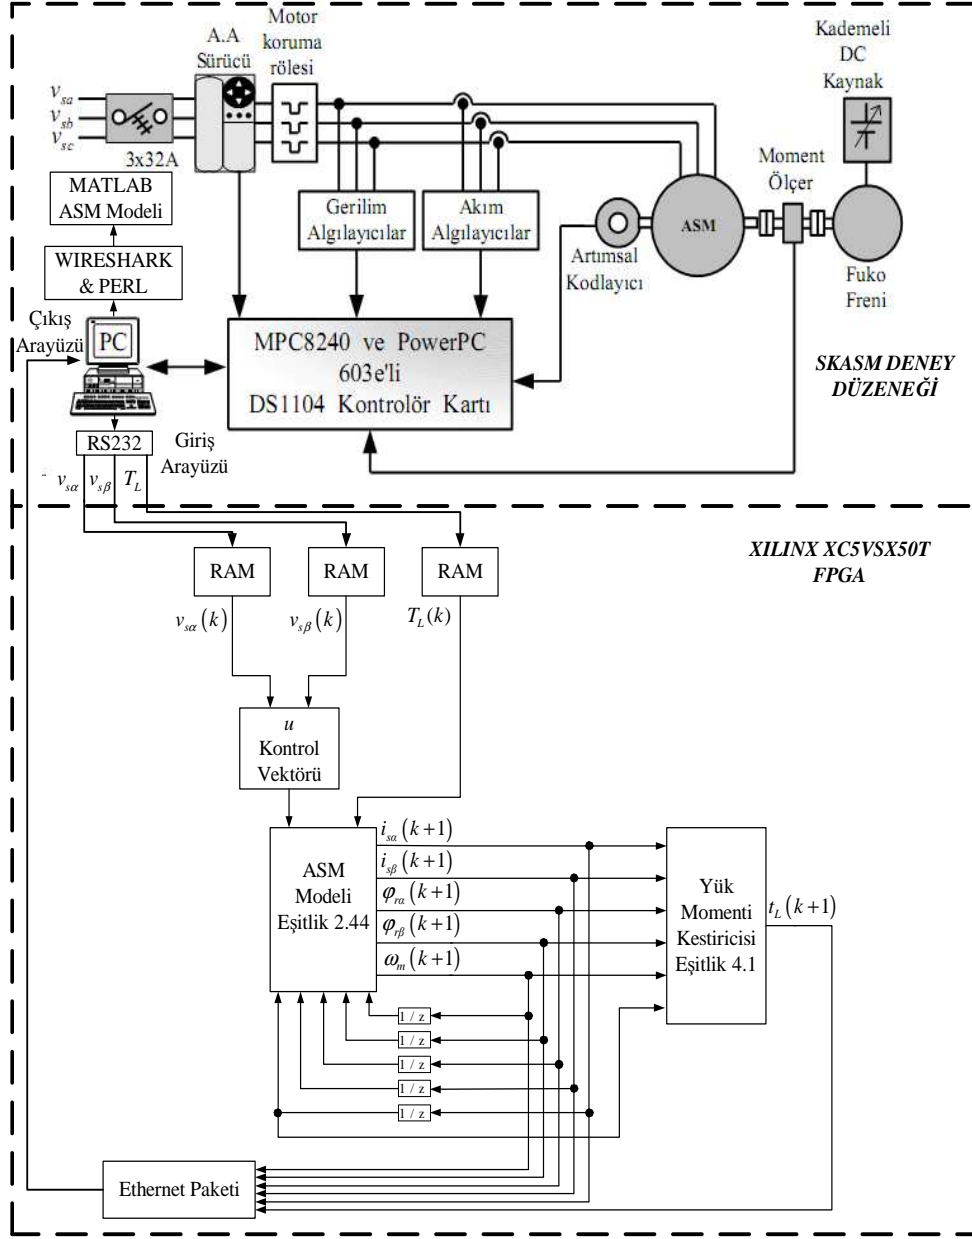 A.A
Sürücü
Motor
koruma
rölesi
Kademeli
DC
Kaynak
v_sa
v_sb
v_sc
3x32A
MATLAB
ASM Modeli
Gerilim
Algılayıcılar
Akım
Algılayıcılar
Artımsal
Kodlayıcı
ASM
Moment
Ölçer
Fuko
Freni
WIRESHARK
& PERL
Çıkış
Arayüzü
PC
MPC8240 ve PowerPC
603e'li
DS1104 Kontrolör Kartı
SKASM DENEY
DÜZENEĞİ
RS232
Giriş
Arayüzü
v_sα v_sβ T_L
XILINX XC5VSX50T
FPGA
RAM
RAM
RAM
v_sα(k)
v_sβ(k)
T_L(k)
u
Kontrol
Vektörü
ASM
Modeli
Eşitlik 2.44
i_sα(k+1)
i_sβ(k+1)
φ_rα(k+1)
φ_rβ(k+1)
ω_m(k+1)
Yük
Momenti
Kestiricisi
Eşitlik 4.1
t_L(k+1)
1 / z
1 / z
1 / z
1 / z
1 / z
Ethernet Paketi